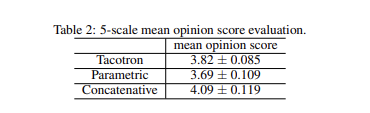 Table 2: 5-scale mean opinion score evaluation.
mean opinion score
Tacotron 3.82 ± 0.085
Parametric 3.69 ± 0.109
Concatenative 4.09 ± 0.119